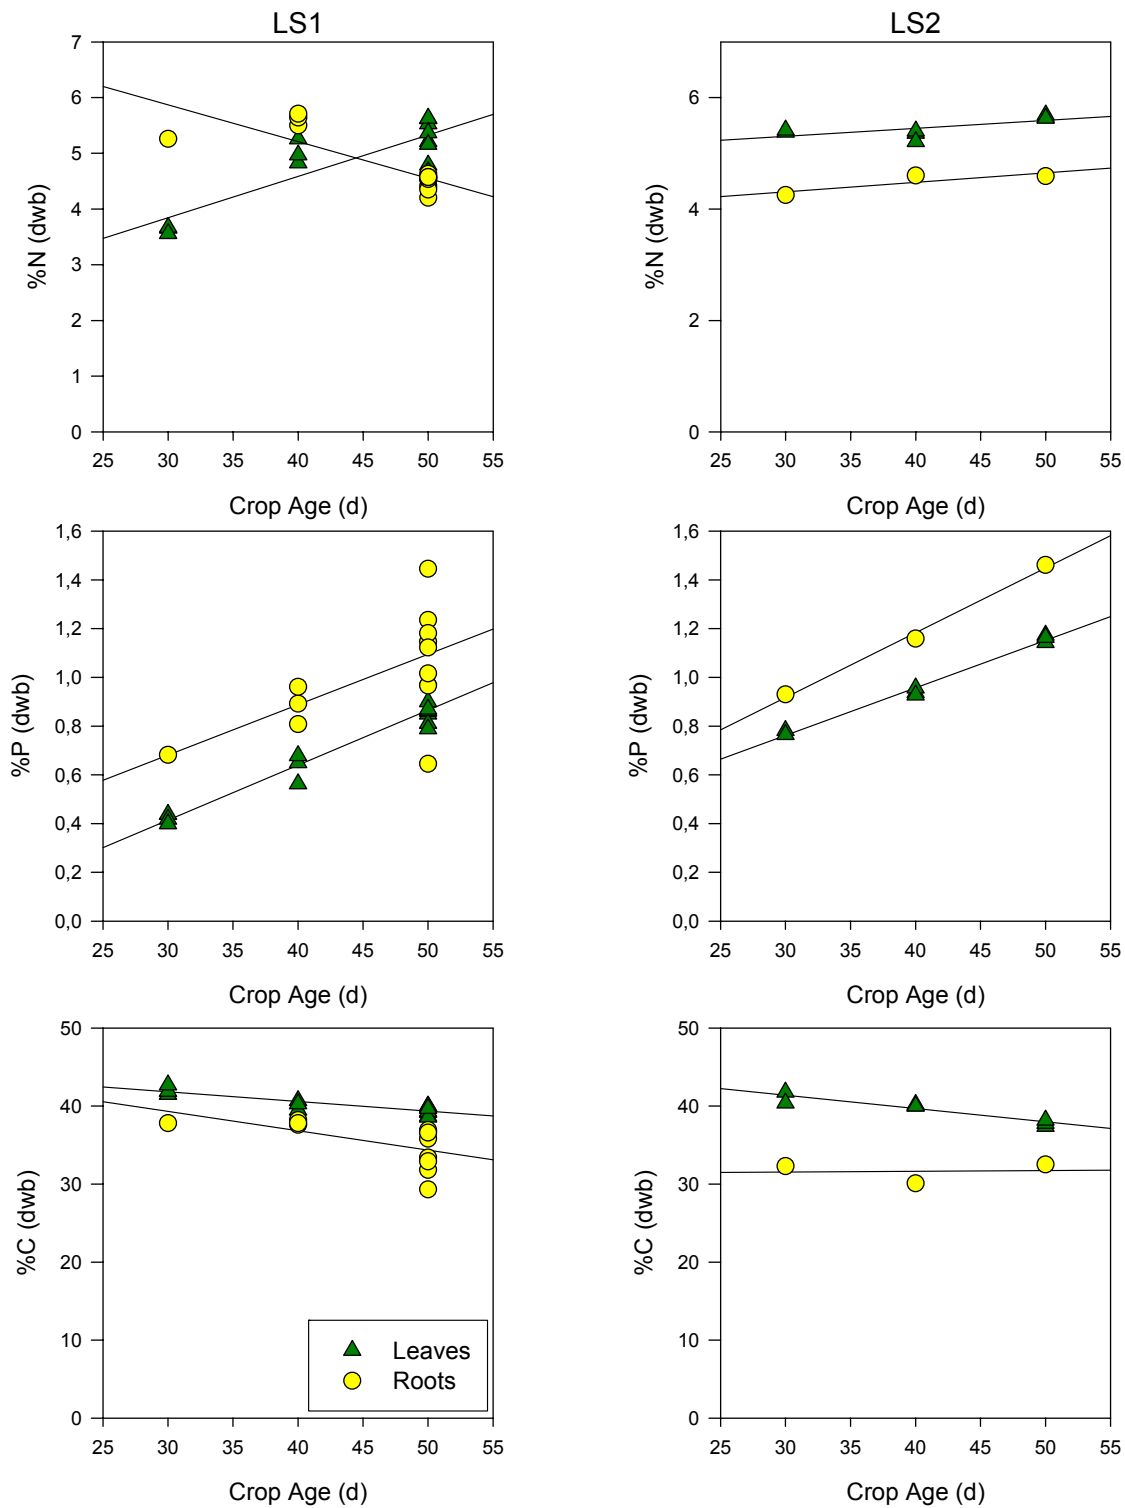 LS1
7
6
5
4
3
2
1
0
%N (dwb)
25 30 35 40 45 50 55
Crop Age (d)
LS2
6
4
2
0
%N (dwb)
25 30 35 40 45 50 55
Crop Age (d)
1,6
1,4
1,2
1,0
0,8
0,6
0,4
0,2
0,0
%P (dwb)
25 30 35 40 45 50 55
Crop Age (d)
1,6
1,4
1,2
1,0
0,8
0,6
0,4
0,2
0,0
%P (dwb)
25 30 35 40 45 50 55
Crop Age (d)
50
40
30
20
10
0
%C (dwb)
Leaves
Roots
25 30 35 40 45 50 55
Crop Age (d)
50
40
30
20
10
0
%C (dwb)
25 30 35 40 45 50 55
Crop Age (d)